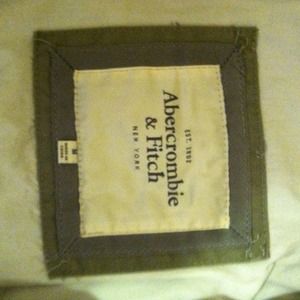 EST. 1892
Abercrombie
& Fitch
NEW YORK
M